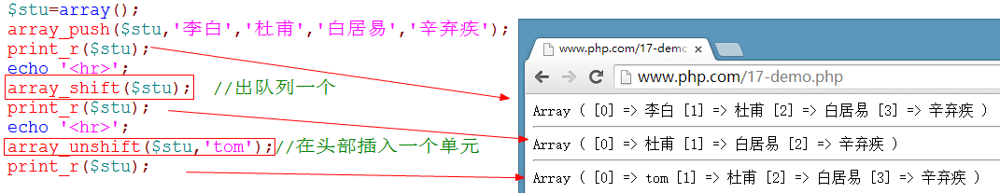 $stu=array();
array_push($stu,'李白','杜甫','白居易','辛弃疾');
print_r($stu);
echo '<hr>';
array_shift($stu);  //出队列一个
print_r($stu);
echo '<hr>';
array_unshift($stu,'tom');//在头部插入一个单元
print_r($stu);
www.php.com/17-demo
www.php.com/17-demo.php
Array ( [0] => 李白 [1] => 杜甫 [2] => 白居易 [3] => 辛弃疾 )
Array ( [0] => 杜甫 [1] => 白居易 [2] => 辛弃疾 )
Array ( [0] => tom [1] => 杜甫 [2] => 白居易 [3] => 辛弃疾 )